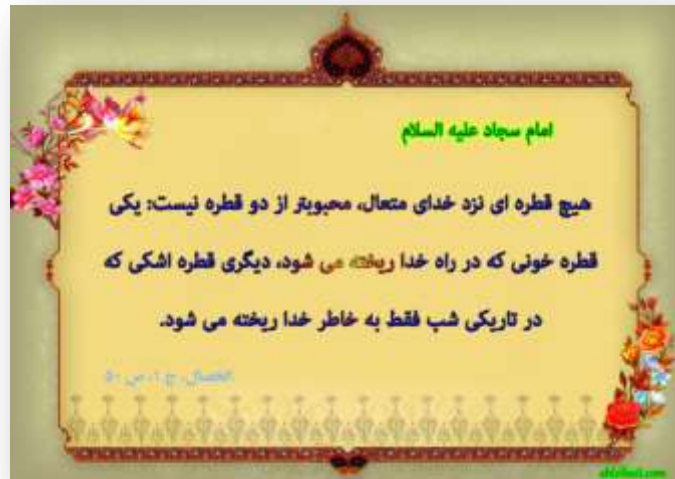 امام سجاد علیه السلام
هیچ قطره ای نزد خدای متعال، محبوبتر از دو قطره نیست: یکی
قطره خونی که در راه خدا ریخته می شود، دیگری قطره اشکی که
در تاریکی شب فقط به خاطر خدا ریخته می شود.
الخصال، ج ۱، ص ۵۰